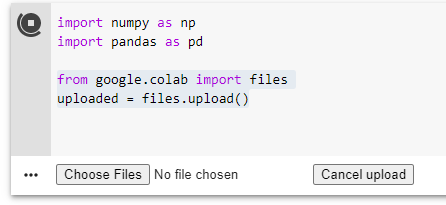 import numpy as np
import pandas as pd
from google.colab import files
uploaded = files.upload()
Choose Files No file chosen Cancel upload